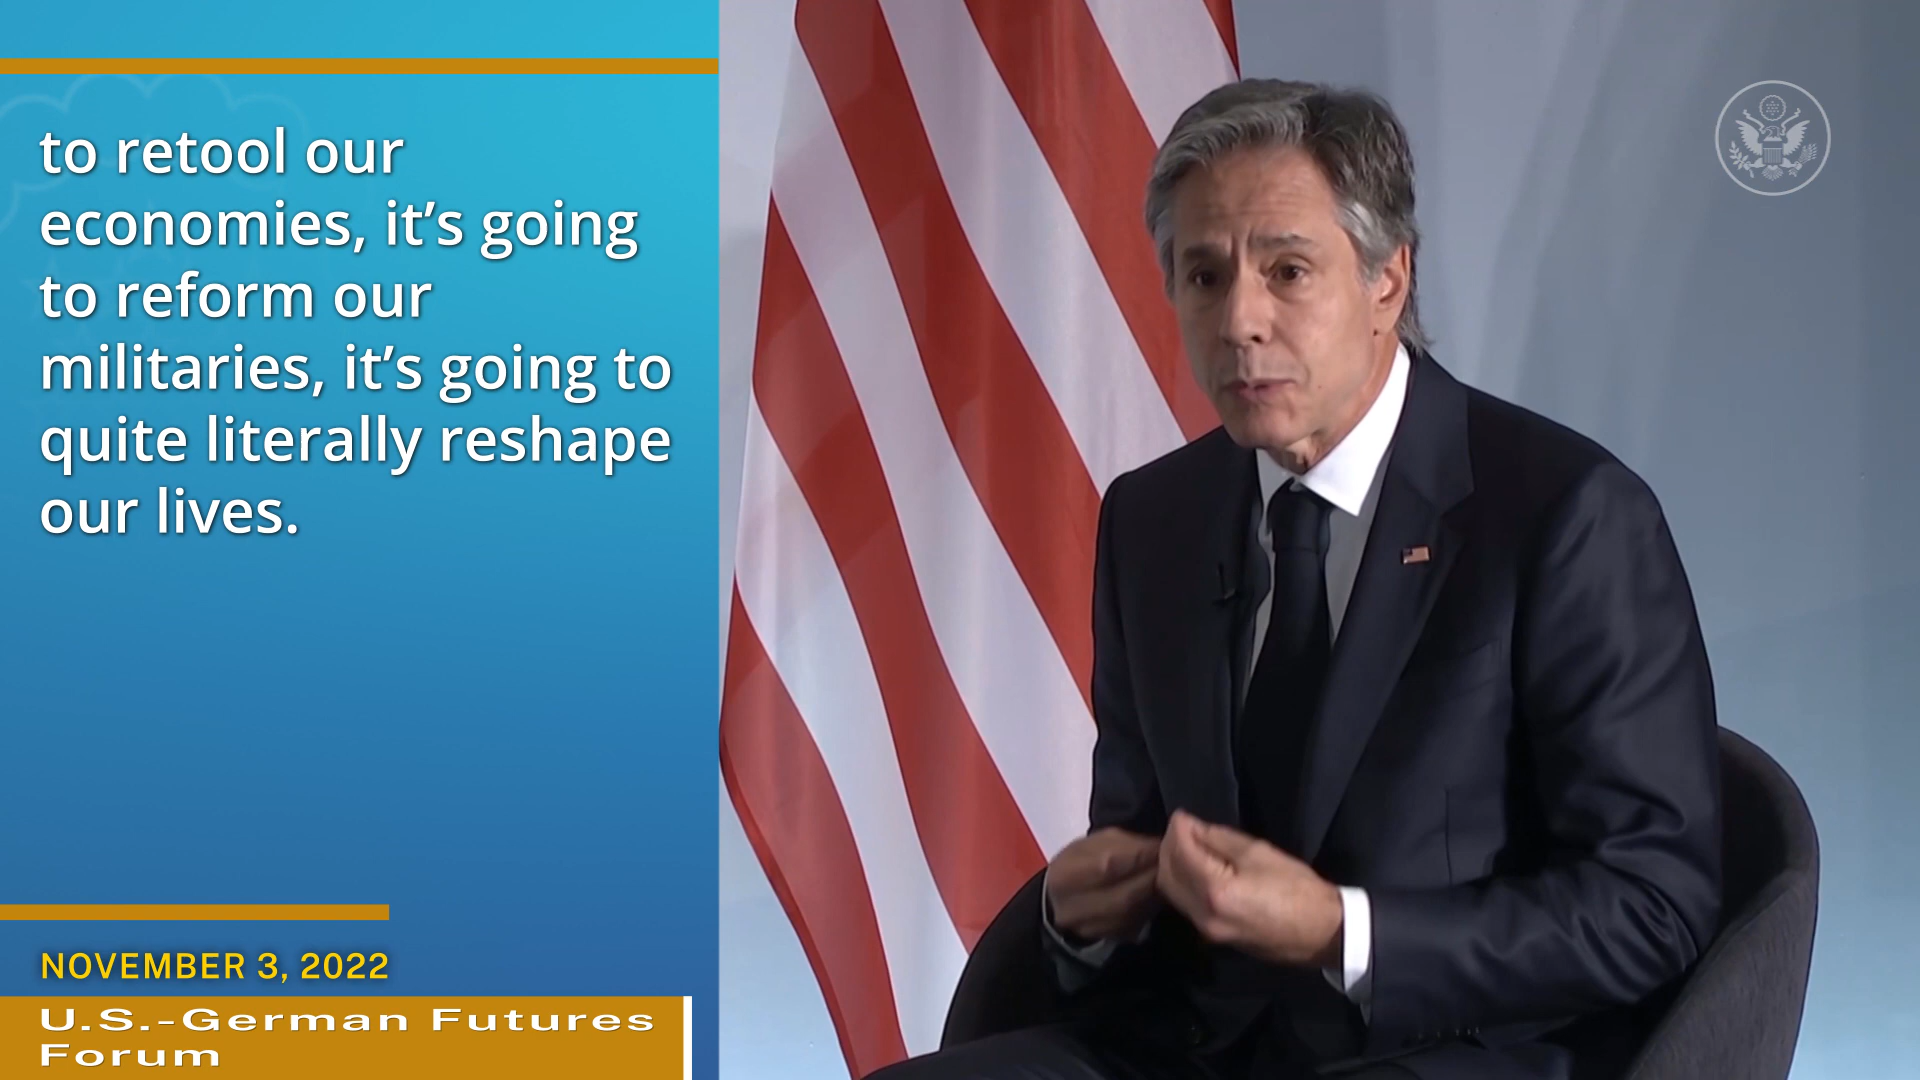 to retool our
economies, it’s going
to reform our
militaries, it’s going to
quite literally reshape
our lives.
NOVEMBER 3, 2022
U.S.-German Futures
Forum